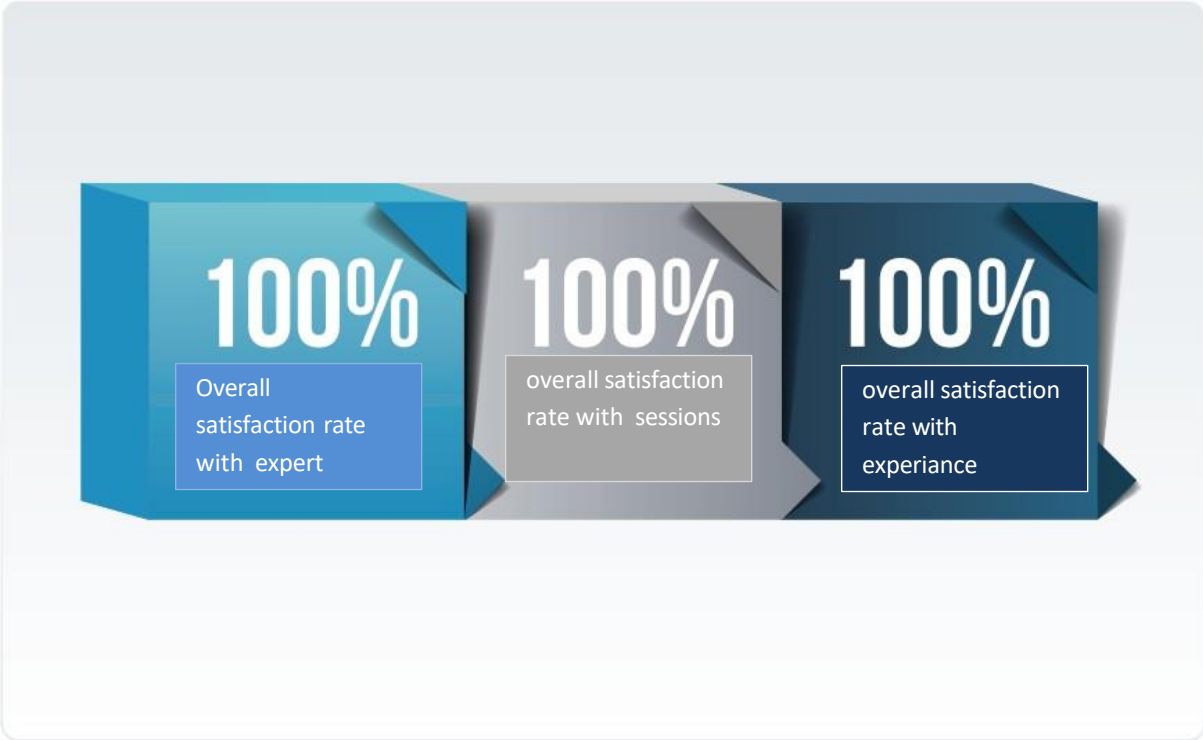 100%
Overall
satisfaction rate
with expert
100%
overall satisfaction
rate with sessions
100%
overall satisfaction
rate with
experiance